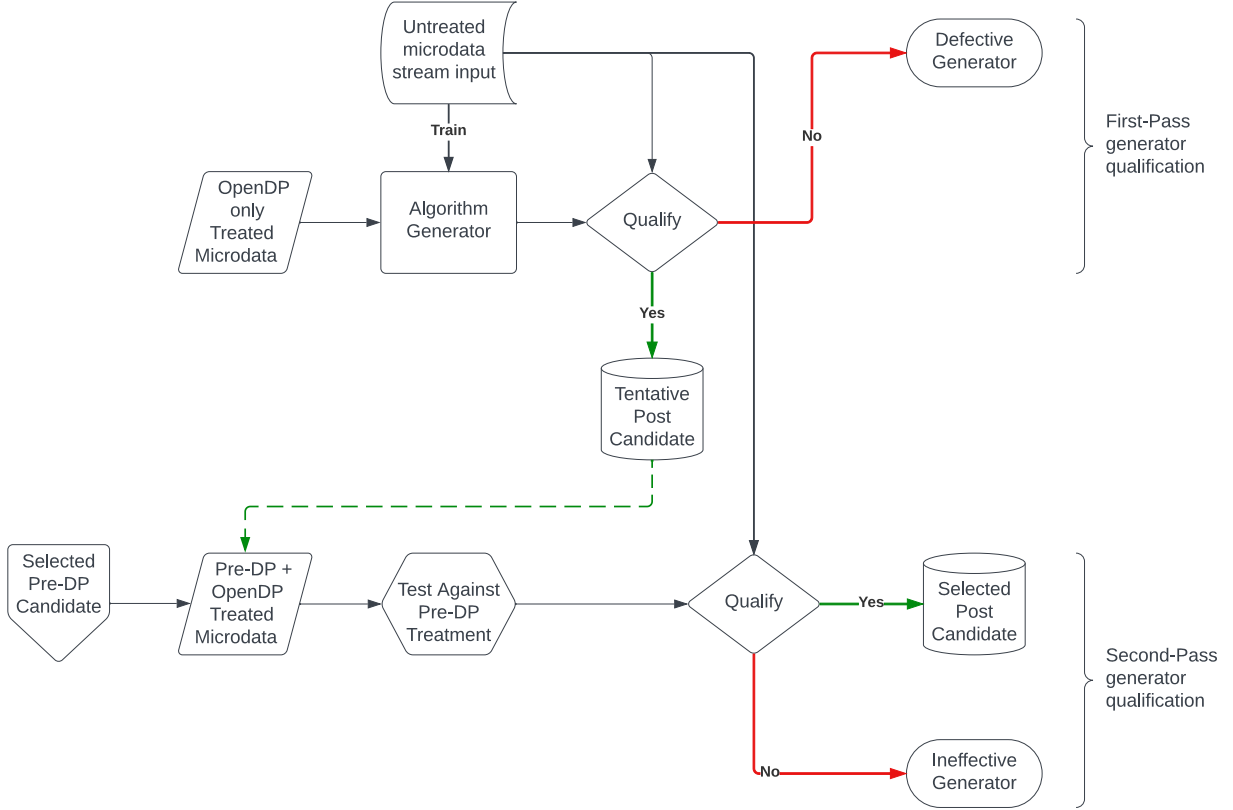 Untreated
microdata
stream input
Defective
Generator
Train
No
First-Pass
generator
qualification
OpenDP
only
Treated
Microdata
Algorithm
Generator
Qualify
Yes
Tentative
Post
Candidate
Selected
Pre-DP
Candidate
Pre-DP +
OpenDP
Treated
Microdata
Test Against
Pre-DP
Treatment
Qualify
Yes
Selected
Post
Candidate
Second-Pass
generator
qualification
No
Ineffective
Generator